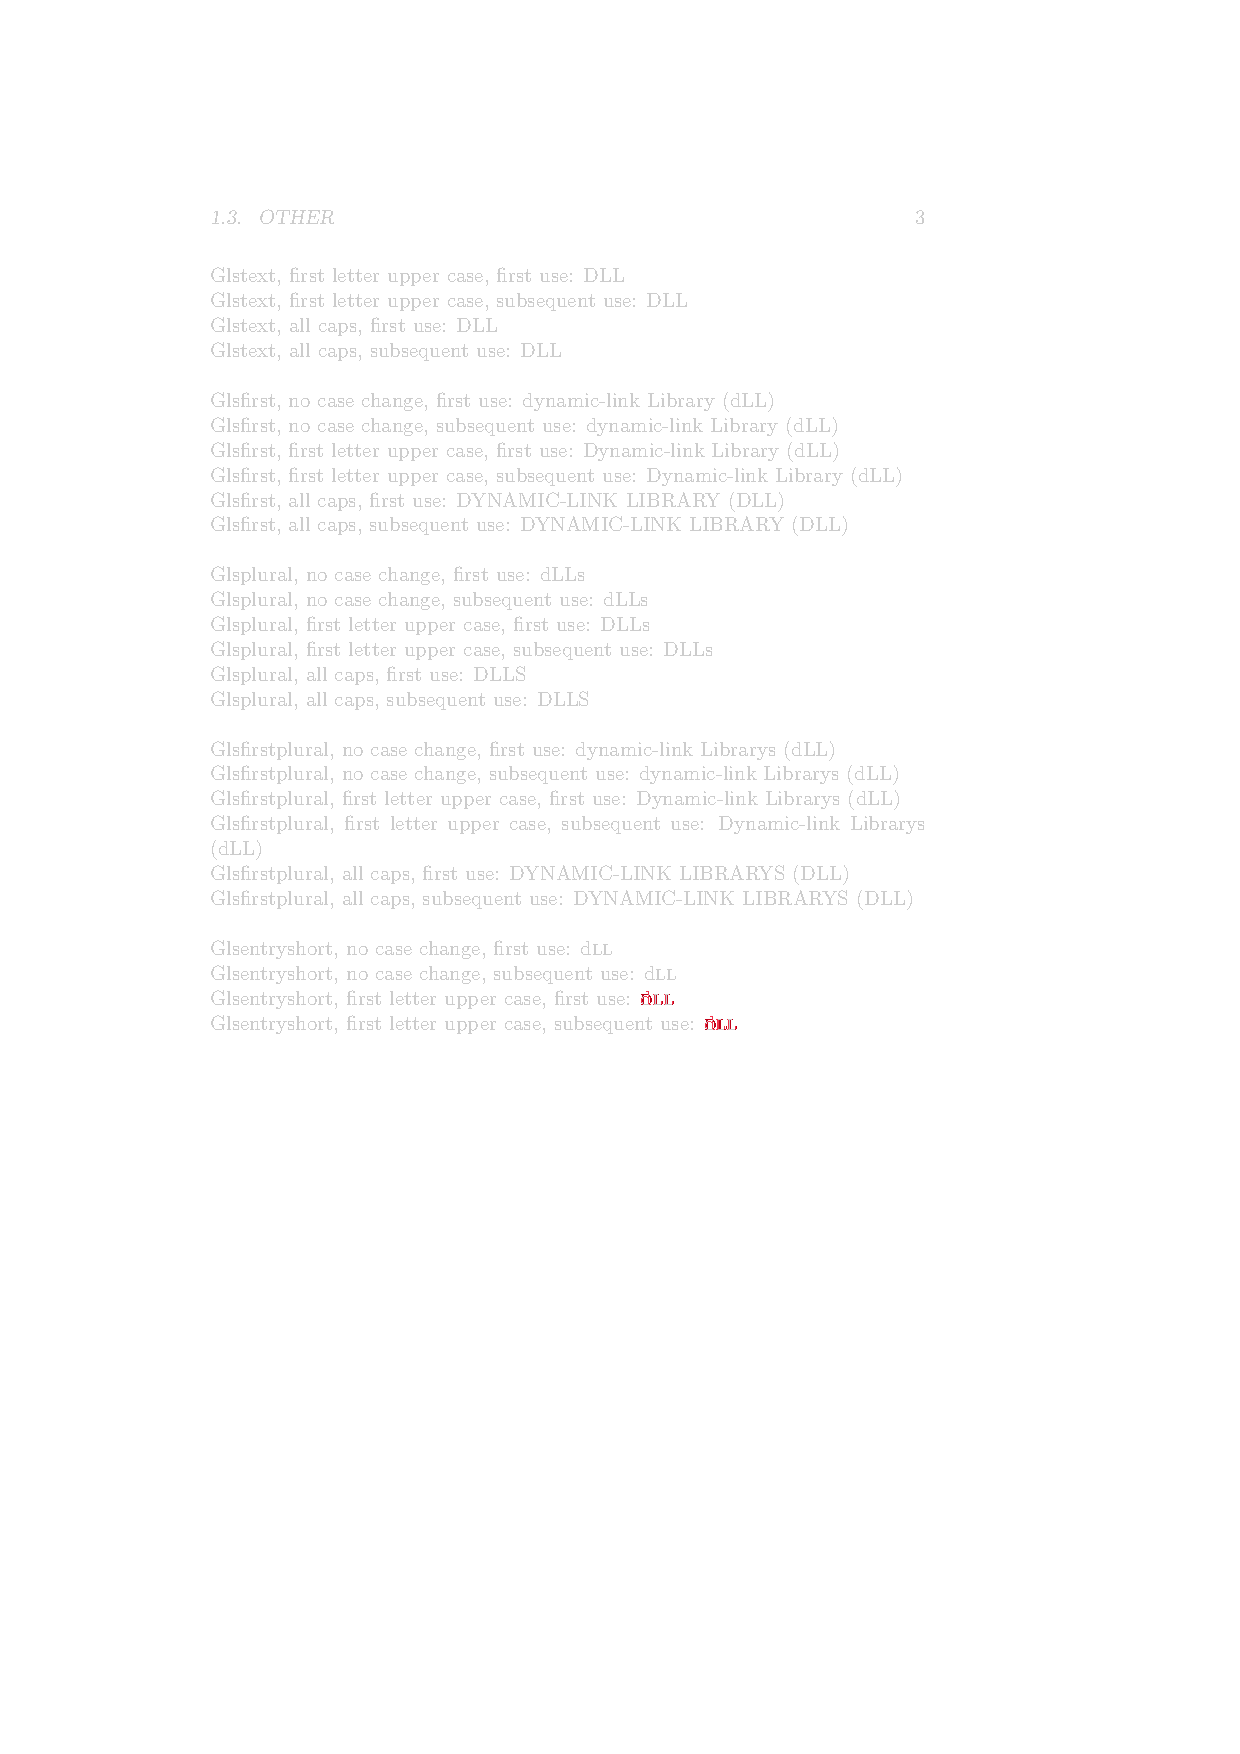 1.3. OTHER 3
Glstext, first letter upper case, first use: DLL
Glstext, first letter upper case, subsequent use: DLL
Glstext, all caps, first use: DLL
Glstext, all caps, subsequent use: DLL
Glsfirst, no case change, first use: dynamic-link Library (dLL)
Glsfirst, no case change, subsequent use: dynamic-link Library (dLL)
Glsfirst, first letter upper case, first use: Dynamic-link Library (dLL)
Glsfirst, first letter upper case, subsequent use: Dynamic-link Library (dLL)
Glsfirst, all caps, first use: DYNAMIC-LINK LIBRARY (DLL)
Glsfirst, all caps, subsequent use: DYNAMIC-LINK LIBRARY (DLL)
Glsplural, no case change, first use: dLLs
Glsplural, no case change, subsequent use: dLLs
Glsplural, first letter upper case, first use: DLLs
Glsplural, first letter upper case, subsequent use: DLLs
Glsplural, all caps, first use: DLLS
Glsplural, all caps, subsequent use: DLLS
Glsfirstplural, no case change, first use: dynamic-link Librarys (dLL)
Glsfirstplural, no case change, subsequent use: dynamic-link Librarys (dLL)
Glsfirstplural, first letter upper case, first use: Dynamic-link Librarys (dLL)
Glsfirstplural, first letter upper case, subsequent use: Dynamic-link Librarys
(dLL)
Glsfirstplural, all caps, first use: DYNAMIC-LINK LIBRARYS (DLL)
Glsfirstplural, all caps, subsequent use: DYNAMIC-LINK LIBRARYS (DLL)
Glsentryshort, no case change, first use: dLL
Glsentryshort, no case change, subsequent use: dLL
Glsentryshort, first letter upper case, first use:
Glsentryshort, first letter upper case, subsequent use: